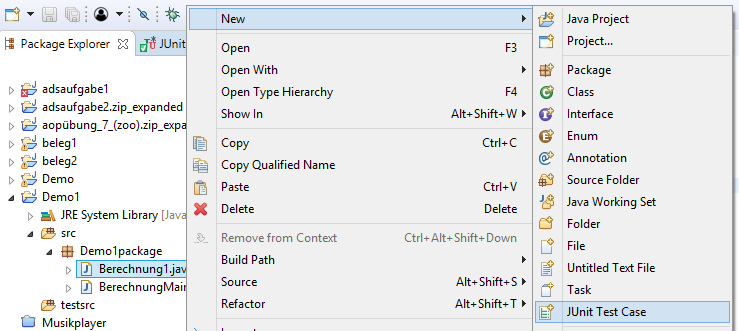 Package Explorer
JUnit
adsaufgabe1
adsaufgabe2.zip_expanded
aopübung_7_(zoo).zip_expa
beleg1
beleg2
Demo
Demo1
JRE System Library [Java
src
Demo1package
Berechnung1.jav
BerechnungMai
testsrc
Musikplayer
New
Open F3
Open With
Open Type Hierarchy F4
Show In Alt+Shift+W
Copy Ctrl+C
Copy Qualified Name
Paste Ctrl+V
Delete Delete
Remove from Context Ctrl+Alt+Shift+Down
Build Path
Source Alt+Shift+S
Refactor Alt+Shift+T
Java Project
Project...
Package
Class
Interface
Enum
Annotation
Source Folder
Java Working Set
Folder
File
Untitled Text File
Task
JUnit Test Case